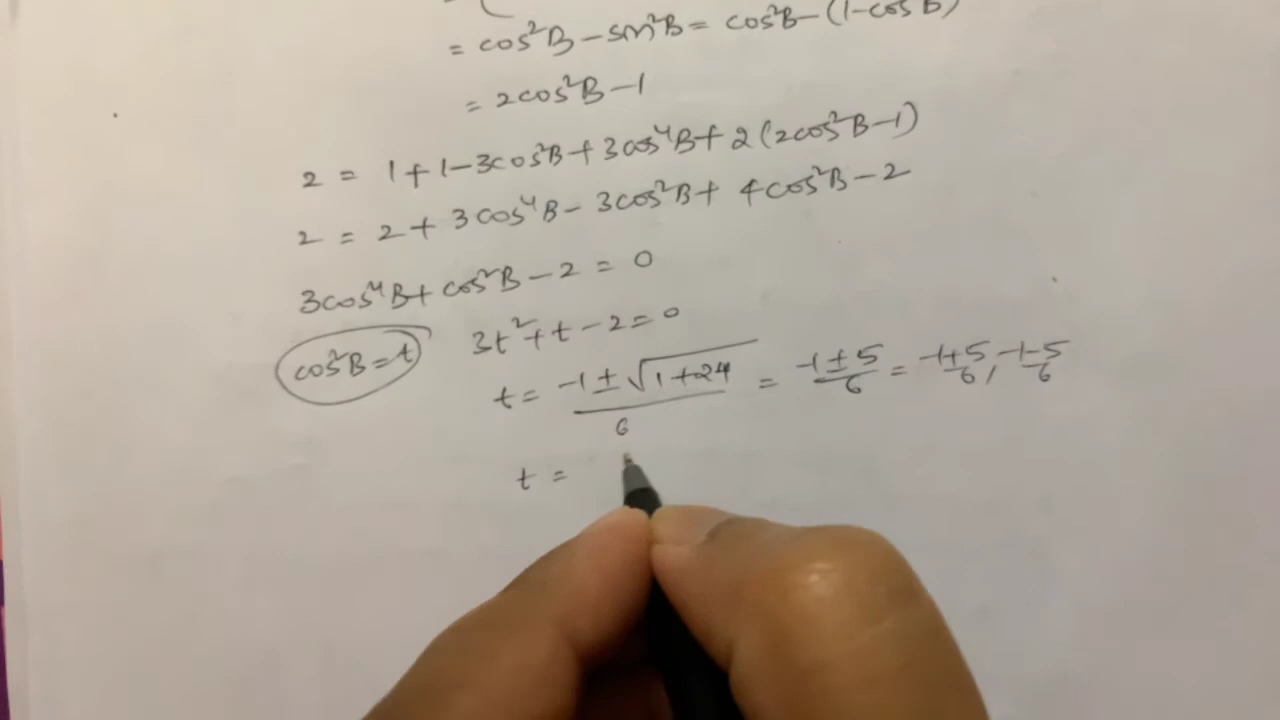 = cos²B - sin²B = cos²B - (1-cos²B)
= 2cos²B - 1
2 = 1 + 1 - 3cos²B + 3cos⁴B + 2(2cos²B - 1)
2 = 2 + 3cos⁴B - 3cos²B + 4cos²B - 2
3cos⁴B + cos²B - 2 = 0
cos²B = t 3t² + t - 2 = 0
t = (-1 ± √(1+24))/6 = (-1±5)/6 = (-1+5)/6, (-1-5)/6
t =